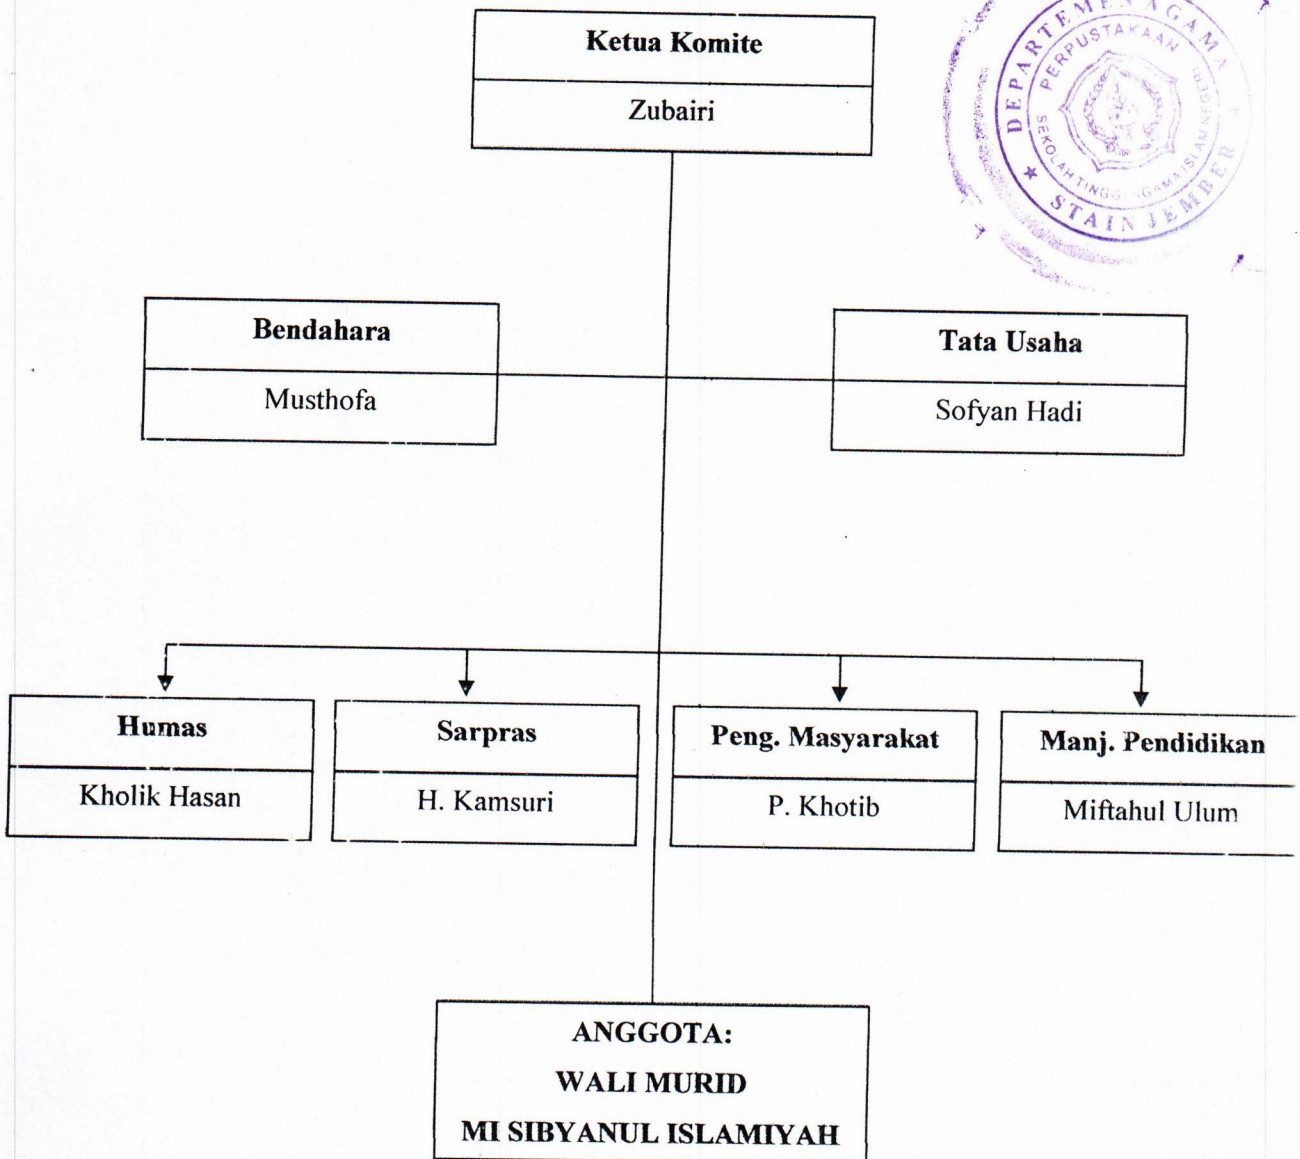 Ketua Komite
Zubairi
DEPARTEMEN AGAMA
PERPUSTAKAAN
SEKOLAH TINGGI AGAMA ISLAM NEGERI
STAIN JEMBER
Bendahara
Musthofa
Tata Usaha
Sofyan Hadi
Humas
Kholik Hasan
Sarpras
H. Kamsuri
Peng. Masyarakat
P. Khotib
Manj. Pendidikan
Miftahul Ulum
ANGGOTA:
WALI MURID
MI SIBYANUL ISLAMIYAH